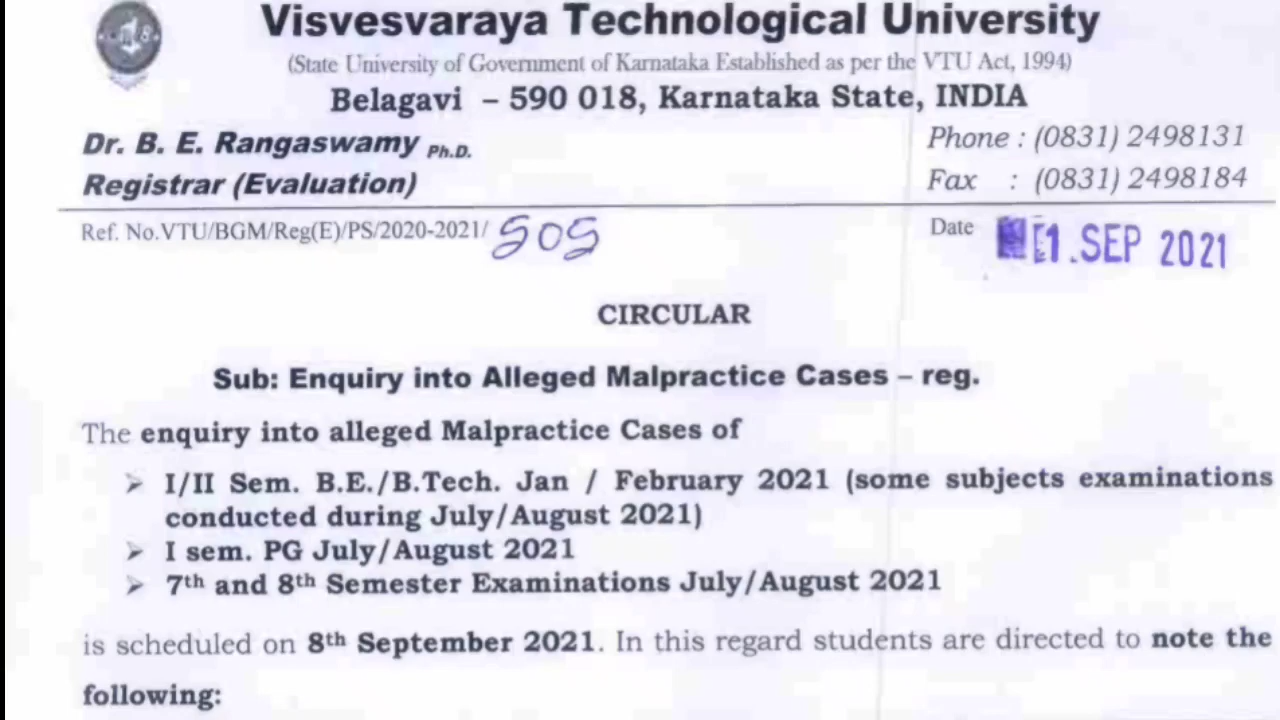 Visvesvaraya Technological University
(State University of Government of Karnataka Established as per the VTU Act, 1994)
Belagavi – 590 018, Karnataka State, INDIA
Dr. B. E. Rangaswamy Ph.D.
Phone : (0831) 2498131
Registrar (Evaluation)
Fax : (0831) 2498184
Ref. No.VTU/BGM/Reg(E)/PS/2020-2021/ 505
Date 1 .SEP 2021
CIRCULAR
Sub: Enquiry into Alleged Malpractice Cases – reg.
The enquiry into alleged Malpractice Cases of
➢ I/II Sem. B.E./B.Tech. Jan / February 2021 (some subjects examinations
conducted during July/August 2021)
➢ I sem. PG July/August 2021
➢ 7th and 8th Semester Examinations July/August 2021
is scheduled on 8th September 2021. In this regard students are directed to note the
following: